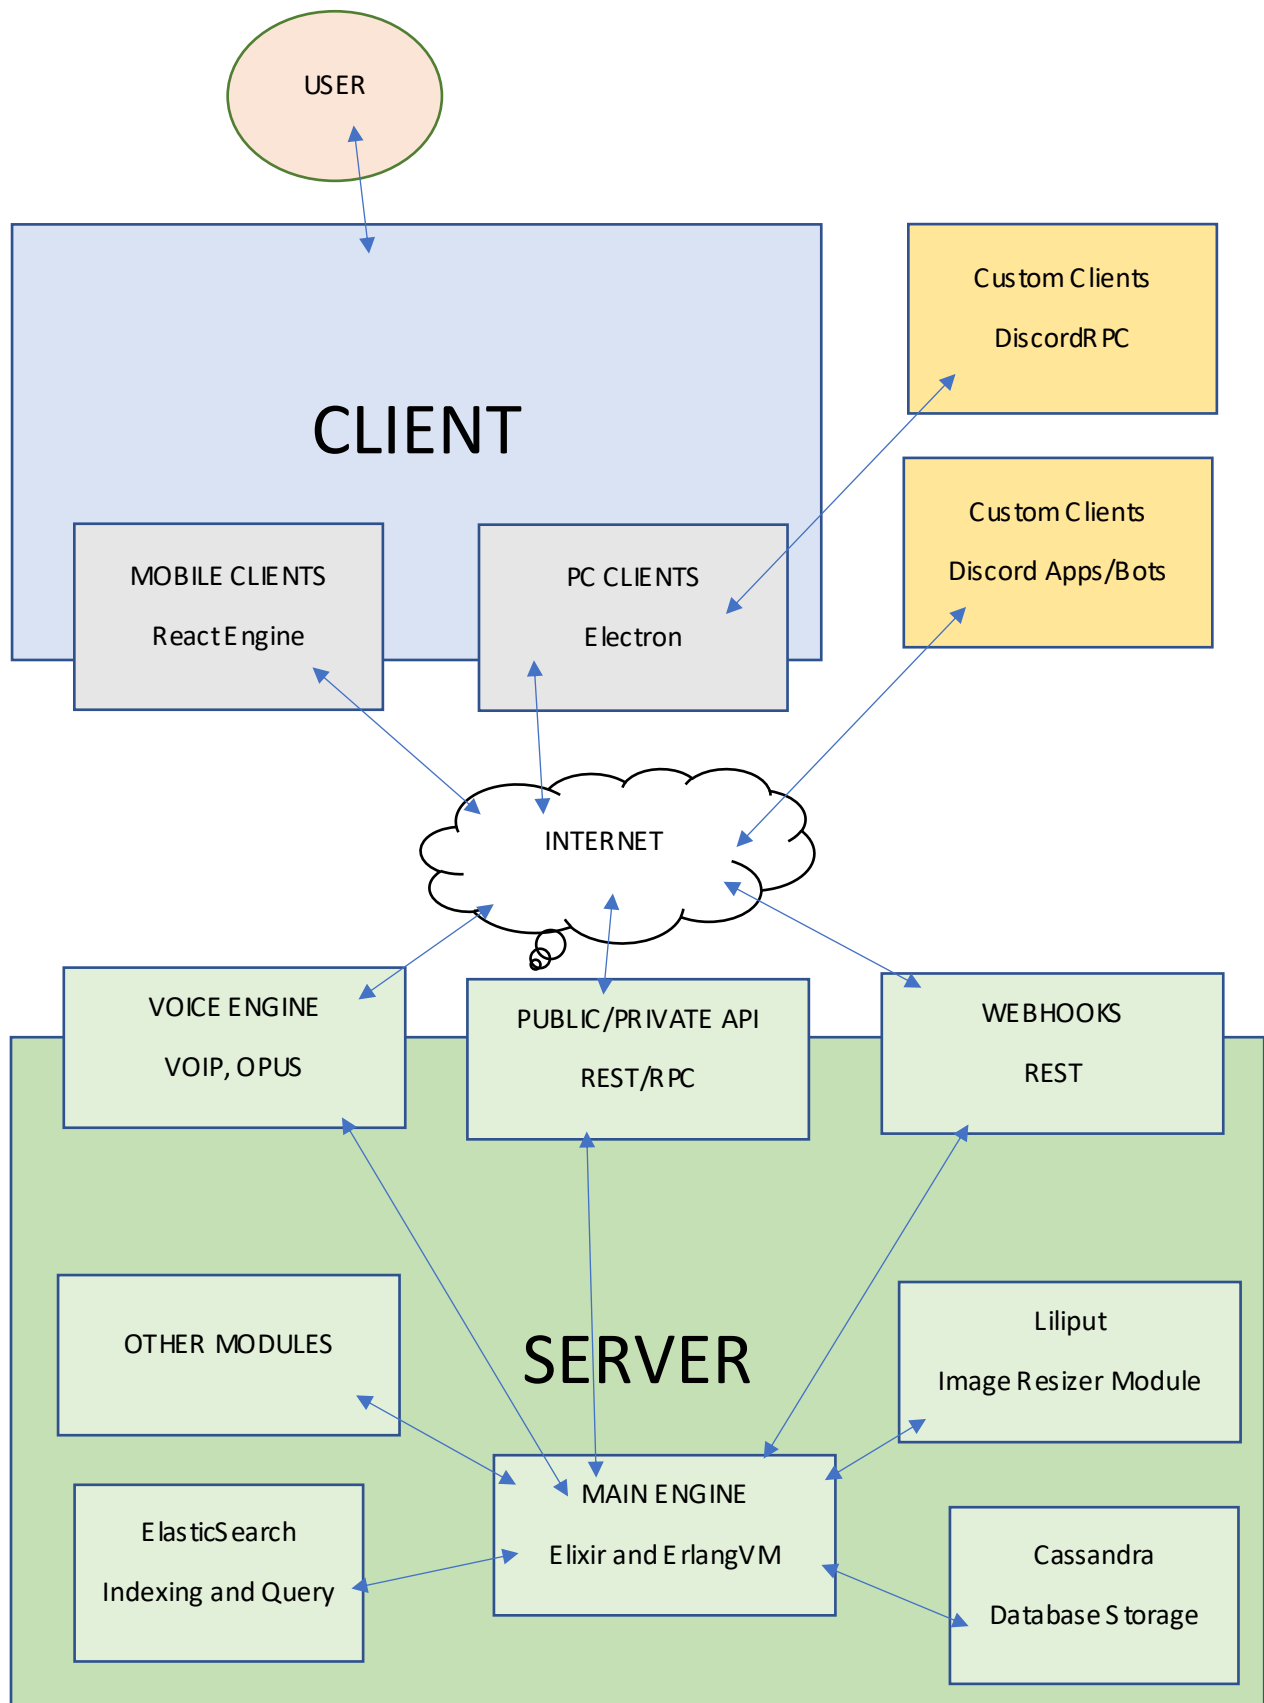 USER
CLIENT
Custom Clients
DiscordRPC
Custom Clients
Discord Apps/Bots
MOBILE CLIENTS
React Engine
PC CLIENTS
Electron
INTERNET
VOICE ENGINE
VOIP, OPUS
PUBLIC/PRIVATE API
REST/RPC
WEBHOOKS
REST
OTHER MODULES
SERVER
Liliput
Image Resizer Module
MAIN ENGINE
Elixir and ErlangVM
ElasticSearch
Indexing and Query
Cassandra
Database Storage